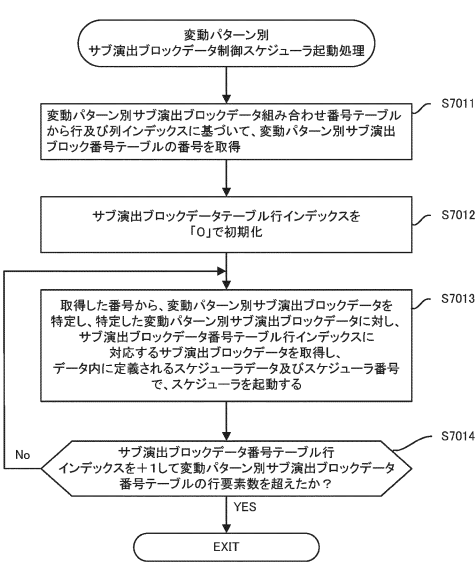 変動パターン別
サブ演出ブロックデータ制御スケジューラ起動処理
S7011
変動パターン別サブ演出ブロックデータ組み合わせ番号テーブル
から行及び列インデックスに基づいて、変動パターン別サブ演出
ブロック番号テーブルの番号を取得
S7012
サブ演出ブロックデータテーブル行インデックスを
「0」で初期化
S7013
取得した番号から、変動パターン別サブ演出ブロックデータを
特定し、特定した変動パターン別サブ演出ブロックデータに対し、
サブ演出ブロックデータ番号テーブル行インデックスに
対応するサブ演出ブロックデータを取得し、
データ内に定義されるスケジューラデータ及びスケジューラ番号
で、スケジューラを起動する
S7014
No
サブ演出ブロックデータ番号テーブル行
インデックスを+1して変動パターン別サブ演出ブロックデータ
番号テーブルの行要素数を超えたか?
YES
EXIT